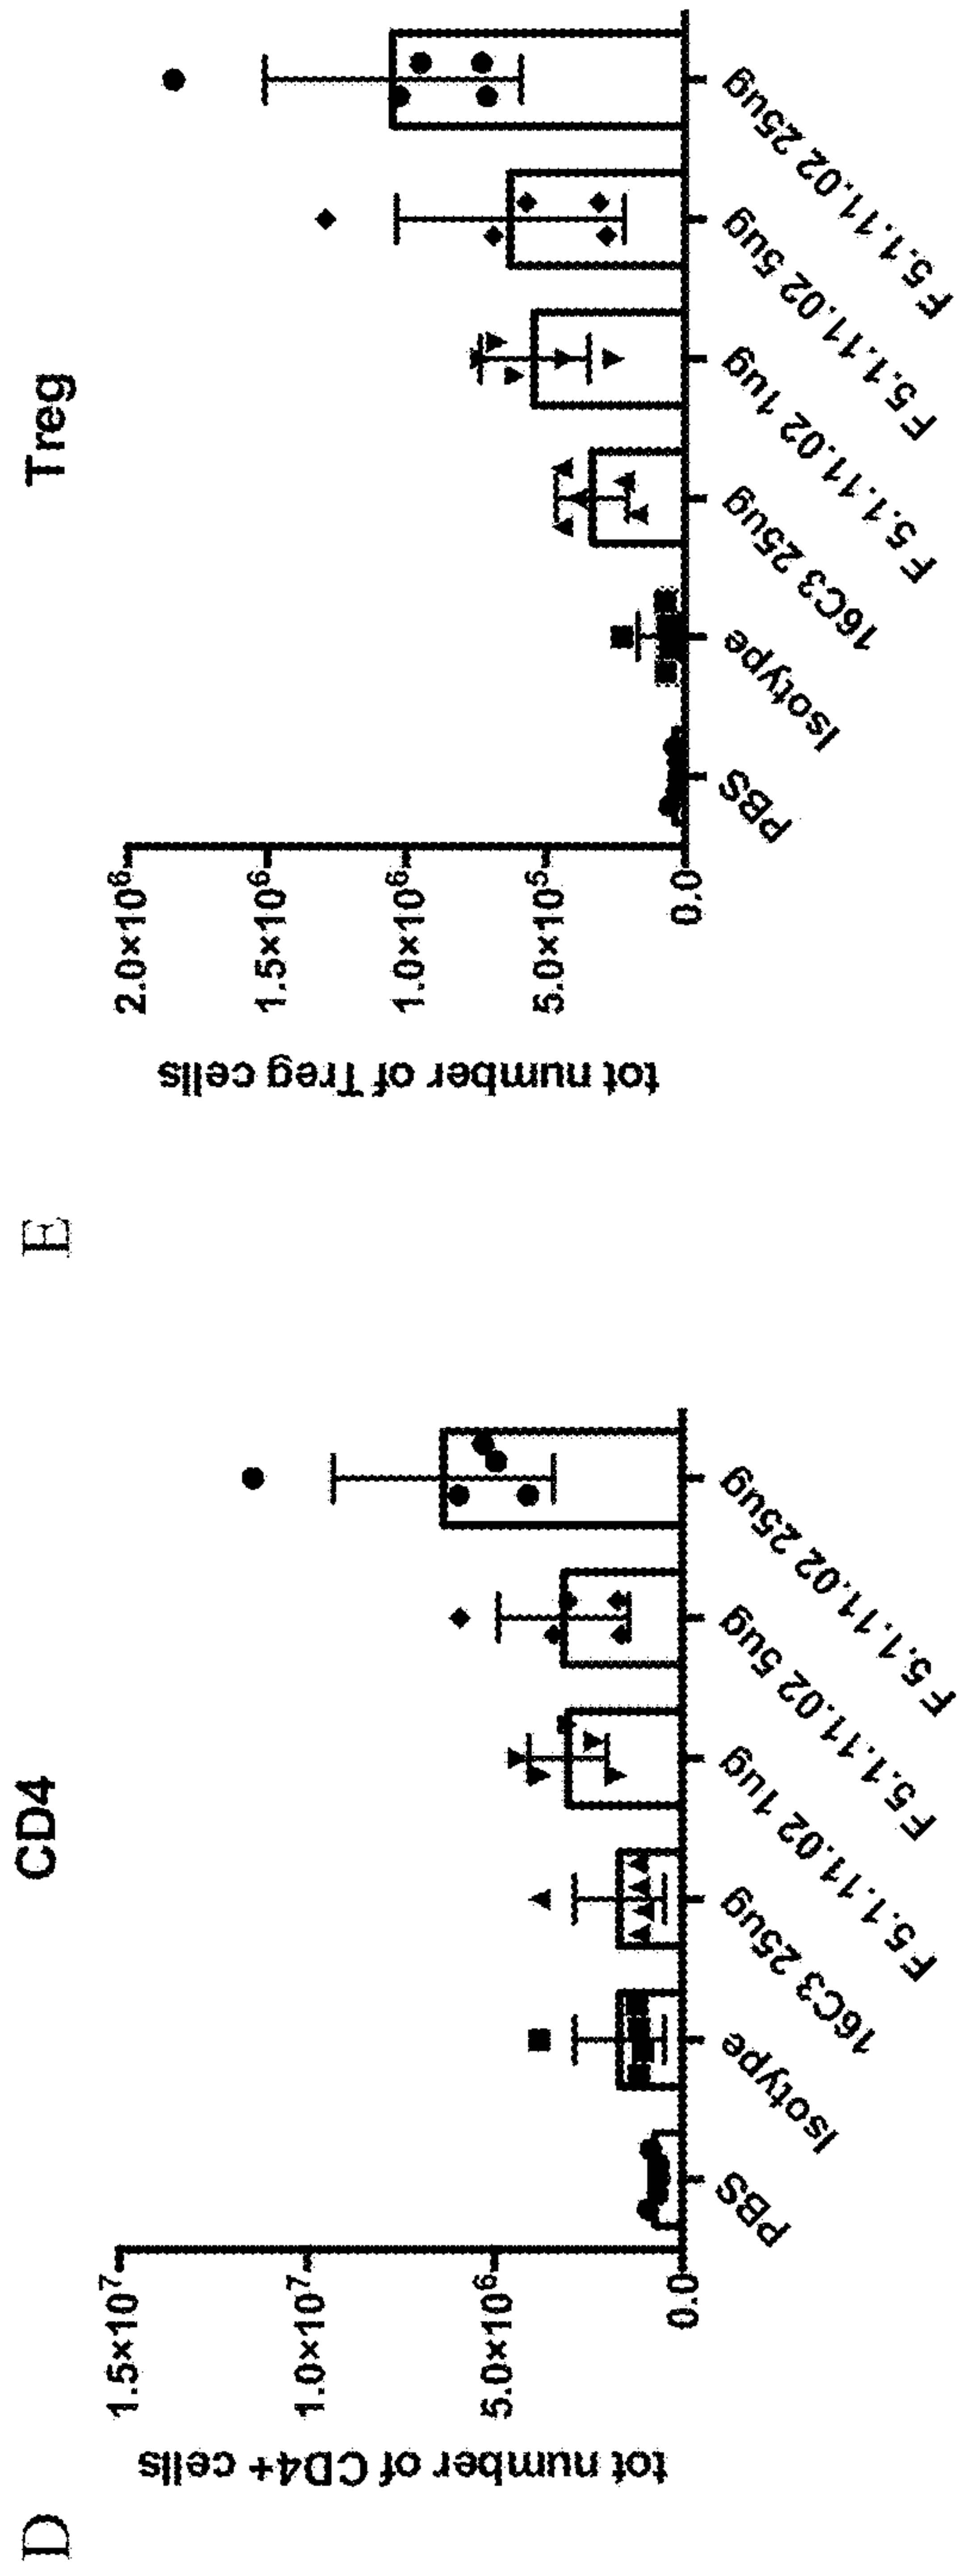 D
CD4
tot number of CD4+ cells
1.5×10⁷
1.0×10⁷
5.0×10⁶
0.0
PBS
Isotype
16C3 25ug
F5.1.11.02 1ug
F5.1.11.02 5ug
F5.1.11.02 25ug
E
Treg
tot number of Treg cells
2.0×10⁶
1.5×10⁶
1.0×10⁶
5.0×10⁵
0.0
PBS
Isotype
16C3 25ug
F5.1.11.02 1ug
F5.1.11.02 5ug
F5.1.11.02 25ug